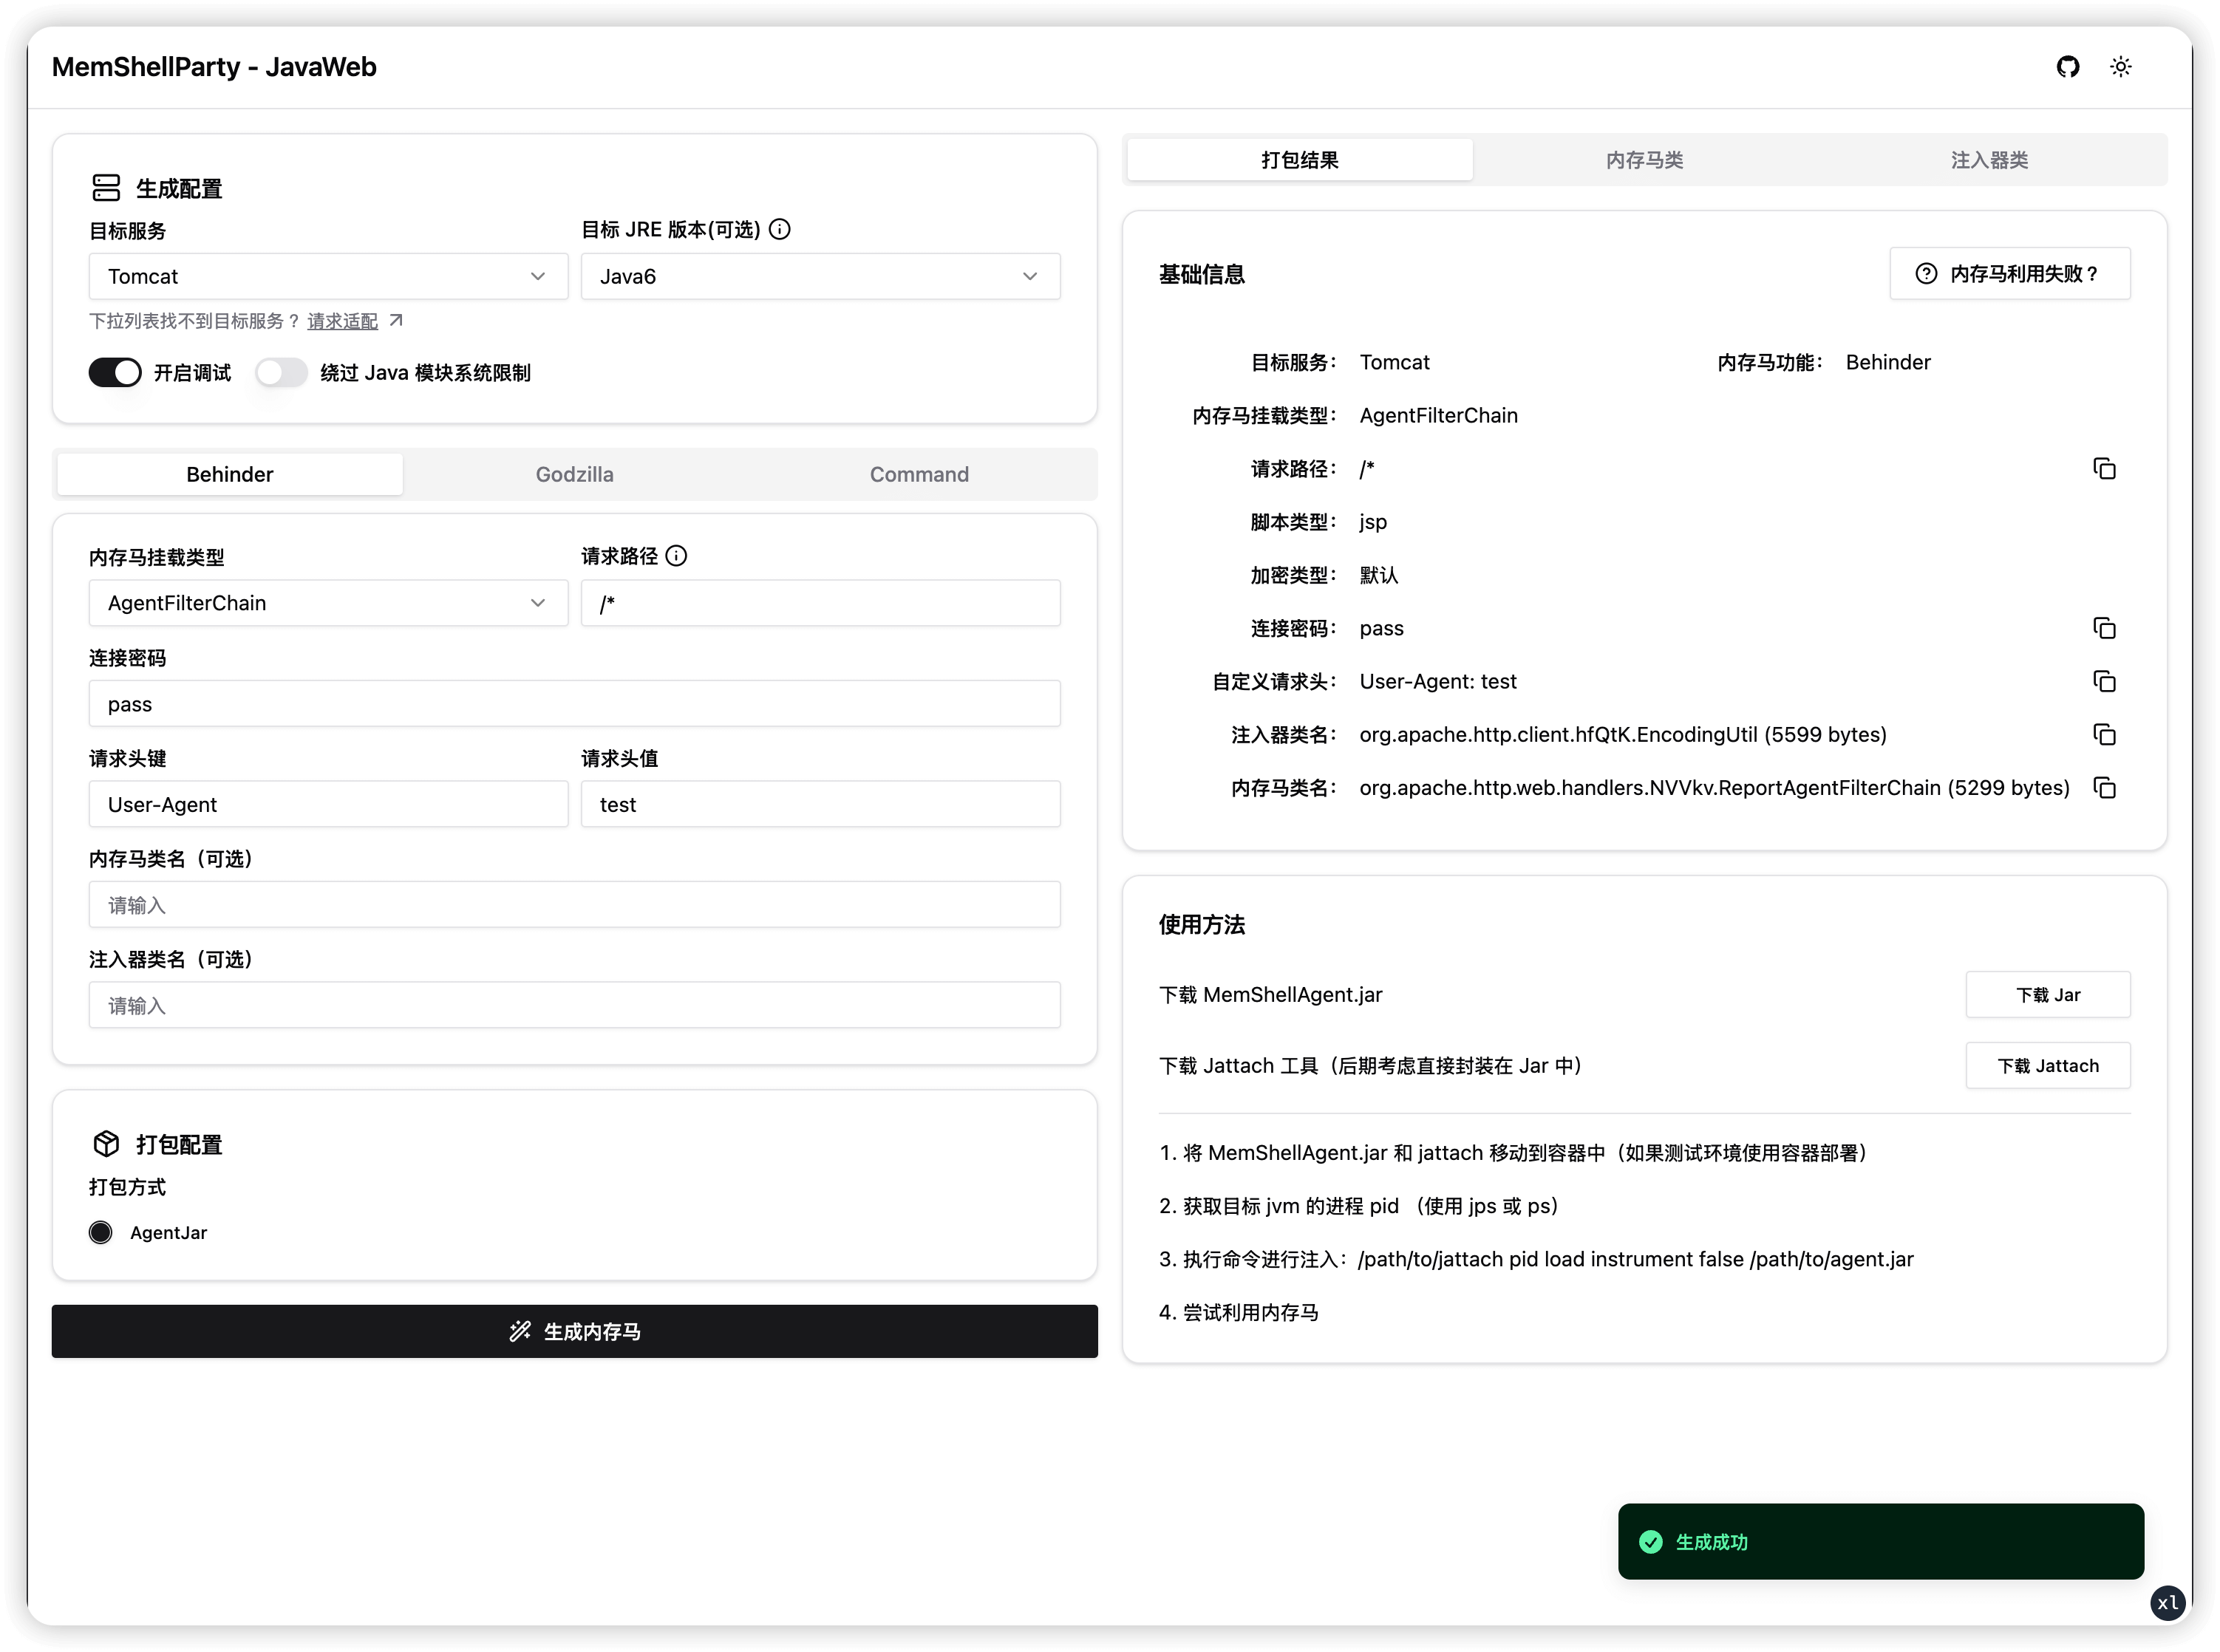 MemShellParty - JavaWeb
生成配置
目标服务
目标 JRE 版本(可选)
Tomcat
Java6
下拉列表找不到目标服务？ 请求适配
开启调试
绕过 Java 模块系统限制
Behinder
Godzilla
Command
内存马挂载类型
请求路径
AgentFilterChain
/*
连接密码
pass
请求头键
请求头值
User-Agent
test
内存马类名（可选）
请输入
注入器类名（可选）
请输入
打包配置
打包方式
AgentJar
生成内存马
打包结果
内存马类
注入器类
基础信息
内存马利用失败？
目标服务： Tomcat
内存马功能： Behinder
内存马挂载类型： AgentFilterChain
请求路径： /*
脚本类型： jsp
加密类型： 默认
连接密码： pass
自定义请求头： User-Agent: test
注入器类名： org.apache.http.client.hfQtK.EncodingUtil (5599 bytes)
内存马类名： org.apache.http.web.handlers.NVVkv.ReportAgentFilterChain (5299 bytes)
使用方法
下载 MemShellAgent.jar
下载 Jar
下载 Jattach 工具（后期考虑直接封装在 Jar 中）
下载 Jattach
1. 将 MemShellAgent.jar 和 jattach 移动到容器中（如果测试环境使用容器部署）
2. 获取目标 jvm 的进程 pid （使用 jps 或 ps）
3. 执行命令进行注入：/path/to/jattach pid load instrument false /path/to/agent.jar
4. 尝试利用内存马
生成成功
xl